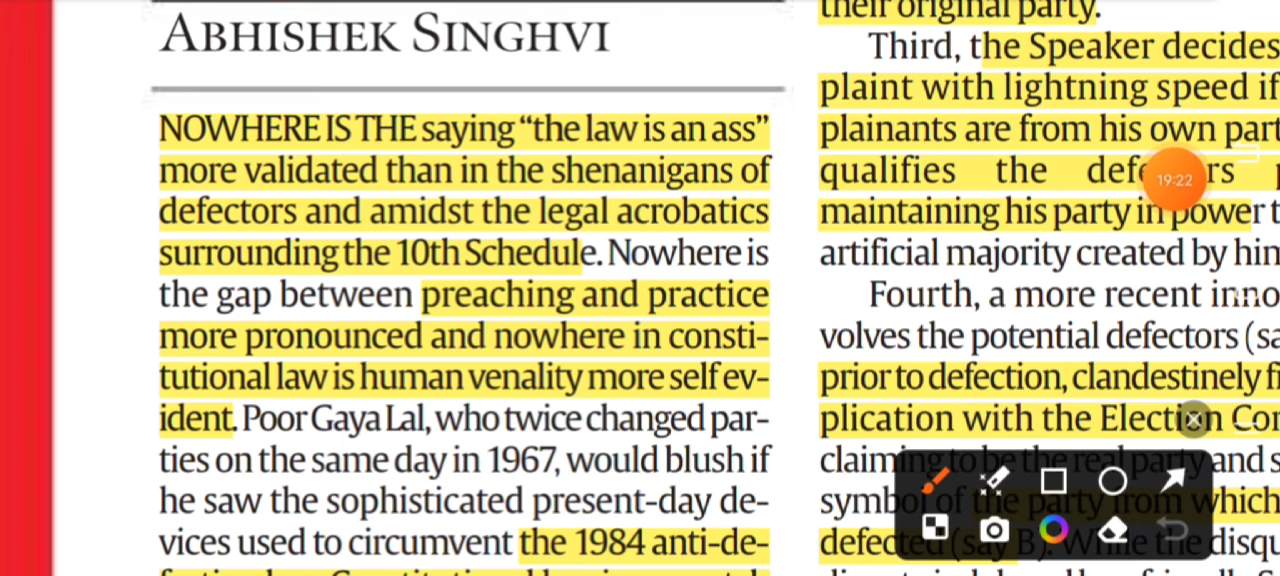 ABHISHEK SINGHVI
NOWHERE IS THE saying “the law is an ass”
more validated than in the shenanigans of
defectors and amidst the legal acrobatics
surrounding the 10th Schedule. Nowhere is
the gap between preaching and practice
more pronounced and nowhere in consti-
tutional law is human venality more self ev-
ident. Poor Gaya Lal, who twice changed par-
ties on the same day in 1967, would blush if
he saw the sophisticated present-day de-
vices used to circumvent the 1984 anti-de-
their original party.
Third, the Speaker decides
plaint with lightning speed if
plainants are from his own part
qualifies the
maintaining his party in power t
artificial majority created by him
Fourth, a more recent inno
volves the potential defectors (sa
prior to defection, clandestinely fi
plication with the Election Con
claiming to be the real party and s
symbol of the party from which
defected (say B). While the disqu
19:22